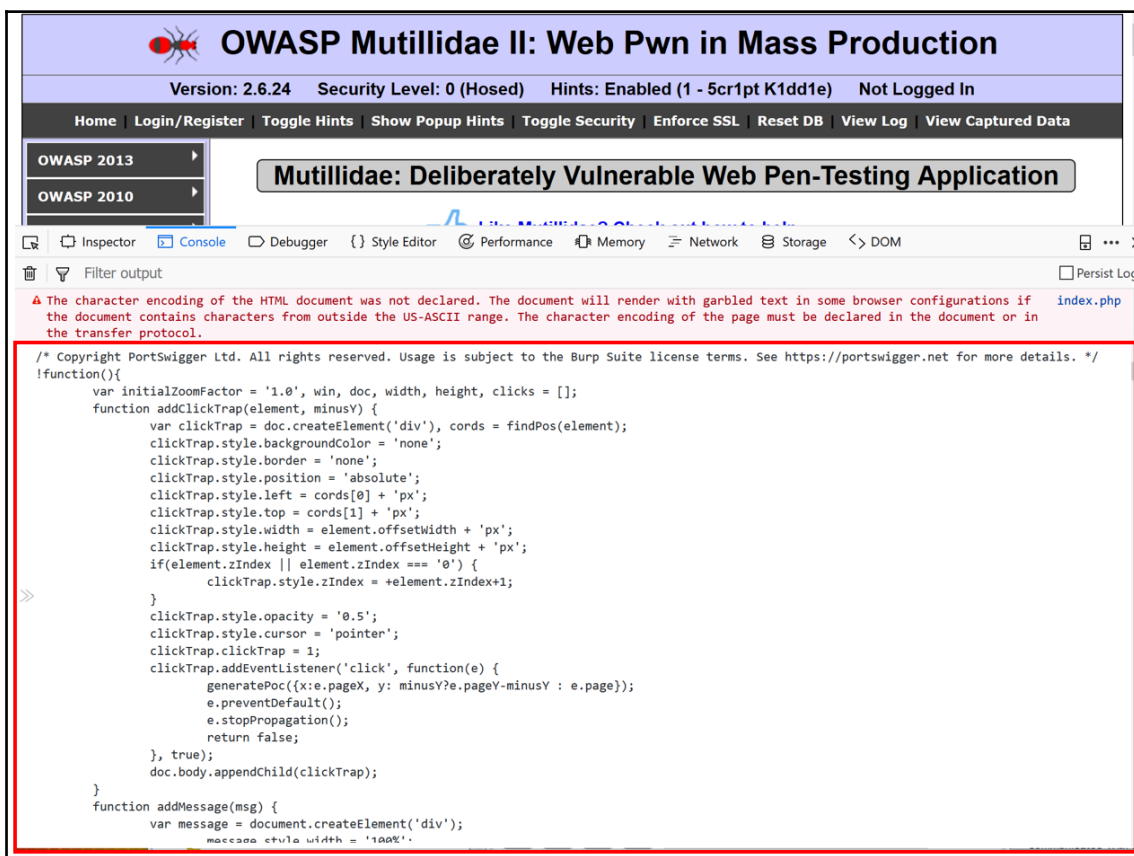 OWASP Mutillidae II: Web Pwn in Mass Production
Version: 2.6.24 Security Level: 0 (Hosed) Hints: Enabled (1 - 5cr1pt K1dd1e) Not Logged In
Home | Login/Register | Toggle Hints | Show Popup Hints | Toggle Security | Enforce SSL | Reset DB | View Log | View Captured Data
OWASP 2013
Mutillidae: Deliberately Vulnerable Web Pen-Testing Application
OWASP 2010
Like Mutillidae? Check out how to help
Inspector Console Debugger {} Style Editor Performance Memory Network Storage DOM
Filter output Persist Log
The character encoding of the HTML document was not declared. The document will render with garbled text in some browser configurations if index.php
the document contains characters from outside the US-ASCII range. The character encoding of the page must be declared in the document or in
the transfer protocol.
/* Copyright PortSwigger Ltd. All rights reserved. Usage is subject to the Burp Suite license terms. See https://portswigger.net for more details. */
!function(){
var initialZoomFactor = '1.0', win, doc, width, height, clicks = [];
function addClickTrap(element, minusY) {
var clickTrap = doc.createElement('div'), cords = findPos(element);
clickTrap.style.backgroundColor = 'none';
clickTrap.style.border = 'none';
clickTrap.style.position = 'absolute';
clickTrap.style.left = cords[0] + 'px';
clickTrap.style.top = cords[1] + 'px';
clickTrap.style.width = element.offsetWidth + 'px';
clickTrap.style.height = element.offsetHeight + 'px';
if(element.zIndex || element.zIndex === '0') {
clickTrap.style.zIndex = +element.zIndex+1;
}
clickTrap.style.opacity = '0.5';
clickTrap.style.cursor = 'pointer';
clickTrap.clickTrap = 1;
clickTrap.addEventListener('click', function(e) {
generatePoc({x:e.pageX, y: minusY?e.pageY-minusY : e.page});
e.preventDefault();
e.stopPropagation();
return false;
}, true);
doc.body.appendChild(clickTrap);
}
function addMessage(msg) {
var message = document.createElement('div');
message.style.width = '100%';